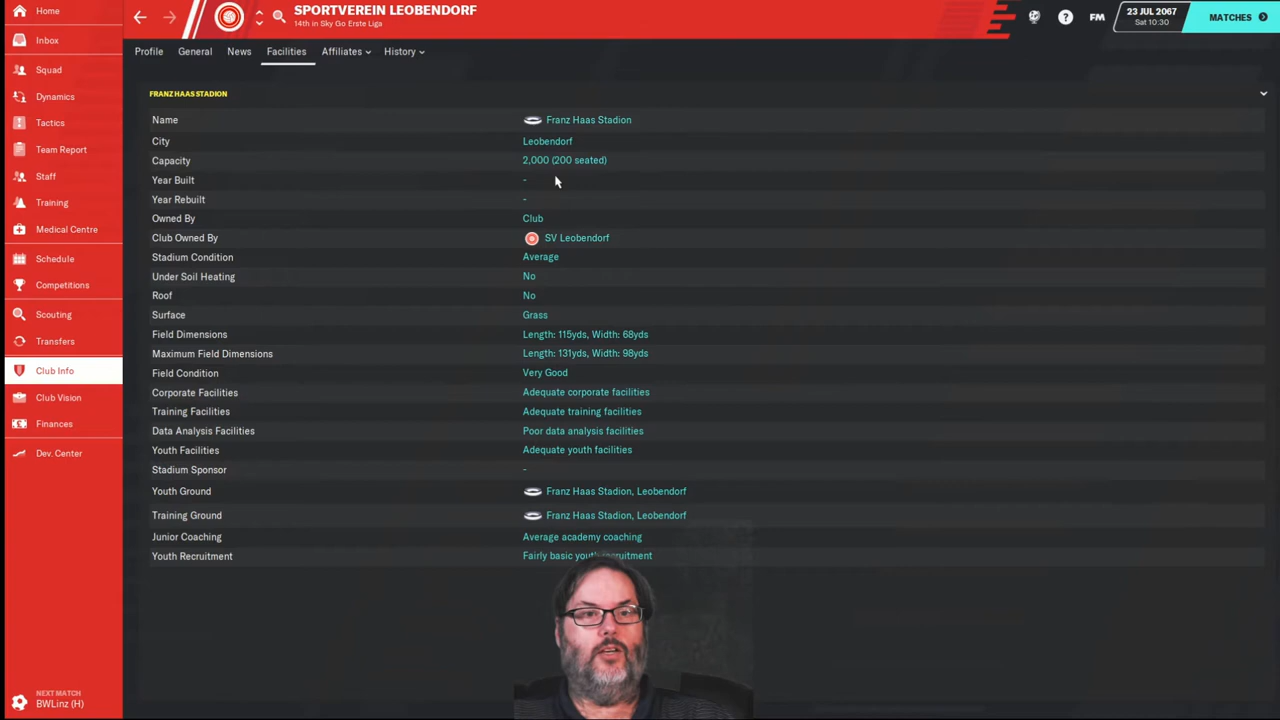 Home
Inbox
Squad
Dynamics
Tactics
Team Report
Staff
Training
Medical Centre
Schedule
Competitions
Scouting
Transfers
Club Info
Club Vision
Finances
Dev. Center
NEXT MATCH
BWLinz (H)
SPORTVEREIN LEOBENDORF
14th in Sky Go Erste Liga
? FM 23 JUL 2067 MATCHES
Sat 10:30
Profile General News Facilities Affiliates History
FRANZ HAAS STADION
Name Franz Haas Stadion
City Leobendorf
Capacity 2,000 (200 seated)
Year Built -
Year Rebuilt -
Owned By Club
Club Owned By SV Leobendorf
Stadium Condition Average
Under Soil Heating No
Roof No
Surface Grass
Field Dimensions Length: 115yds, Width: 68yds
Maximum Field Dimensions Length: 131yds, Width: 98yds
Field Condition Very Good
Corporate Facilities Adequate corporate facilities
Training Facilities Adequate training facilities
Data Analysis Facilities Poor data analysis facilities
Youth Facilities Adequate youth facilities
Stadium Sponsor -
Youth Ground Franz Haas Stadion, Leobendorf
Training Ground Franz Haas Stadion, Leobendorf
Junior Coaching Average academy coaching
Youth Recruitment Fairly basic youth recruitment